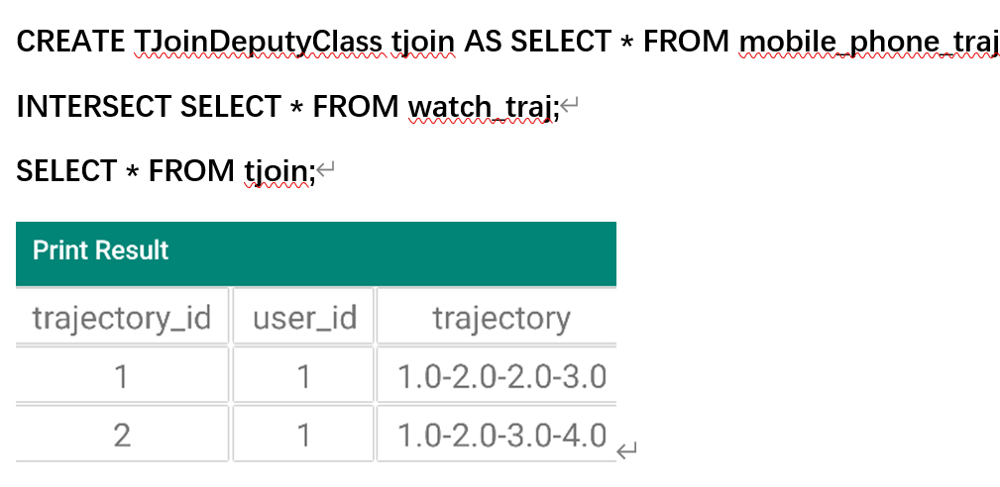 CREATE TJoinDeputyClass tjoin AS SELECT * FROM mobile_phone_traj
INTERSECT SELECT * FROM watch_traj;↵
SELECT * FROM tjoin;↵
Print Result
trajectory_id user_id trajectory
1 1 1.0-2.0-2.0-3.0
2 1 1.0-2.0-3.0-4.0↵